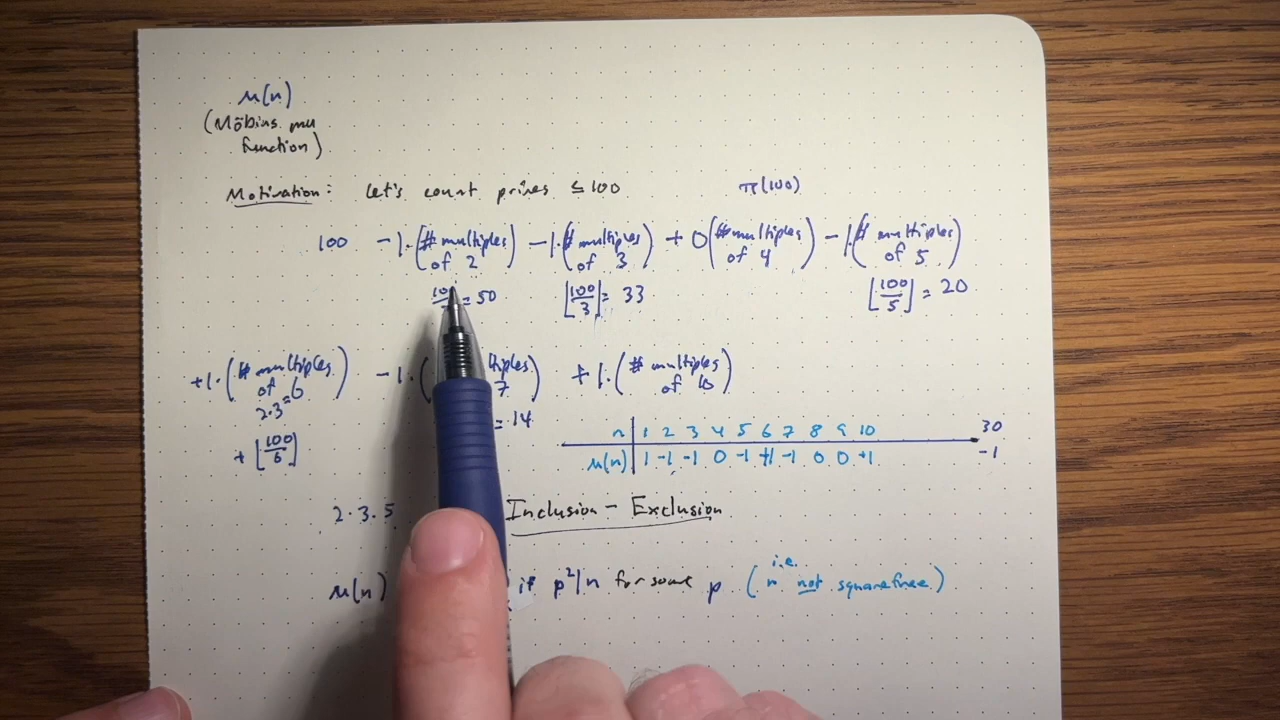 μ(n)
(Möbius mu
function)
Motivation: Let's count primes ≤ 100 π(100)
100 − 1·(# multiples of 2) − 1·(# multiples of 3) + 0(# multiples of 4) − 1·(# multiples of 5)
100 = 50 ⌊100/3⌋ = 33 ⌊100/5⌋ = 20
+1·(# multiples of 6) − 1·( tiples 7) + 1·(# multiples of 10)
2·3=6
= 14
+ ⌊100/6⌋
n 1 2 3 4 5 6 7 8 9 10 30
μ(n) 1 -1 -1 0 -1 +1 -1 0 0 +1 -1
2·3·5 Inclusion - Exclusion
μ(n) if p²|n for some p (i.e. n not squarefree)